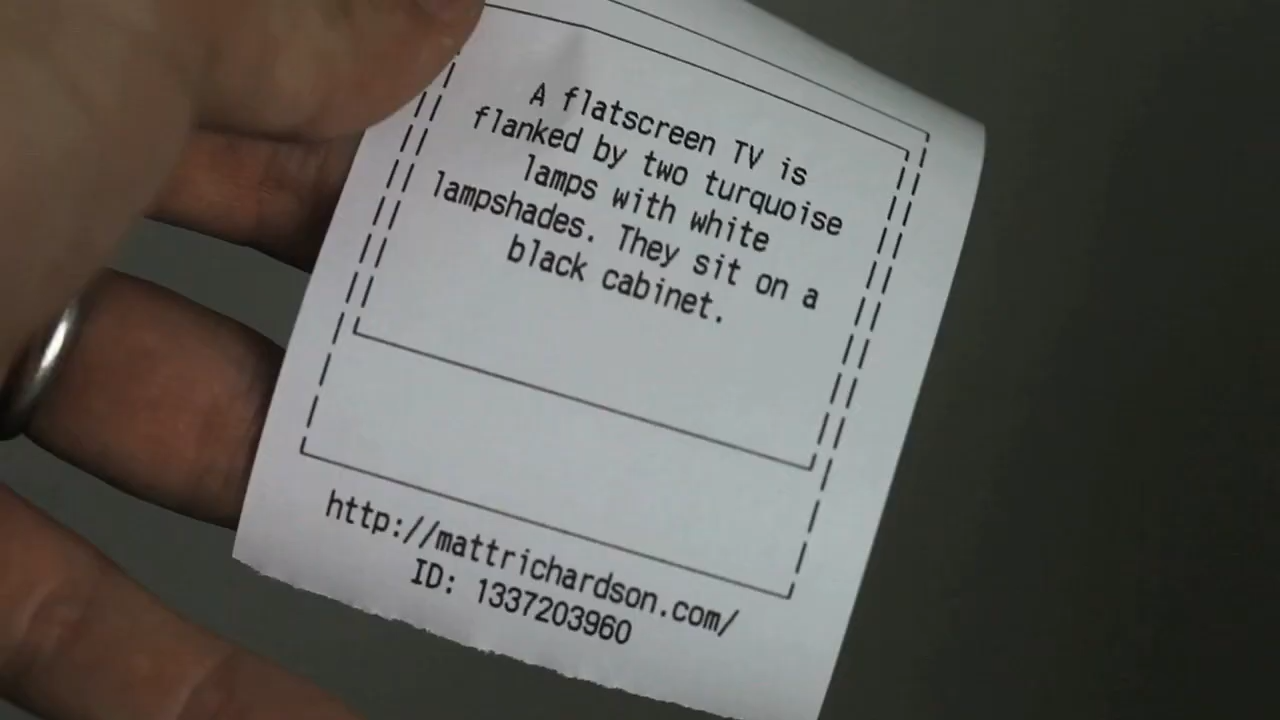 A flatscreen TV is
flanked by two turquoise
lamps with white
lampshades. They sit on a
black cabinet.
http://mattrichardson.com/
ID: 1337203960